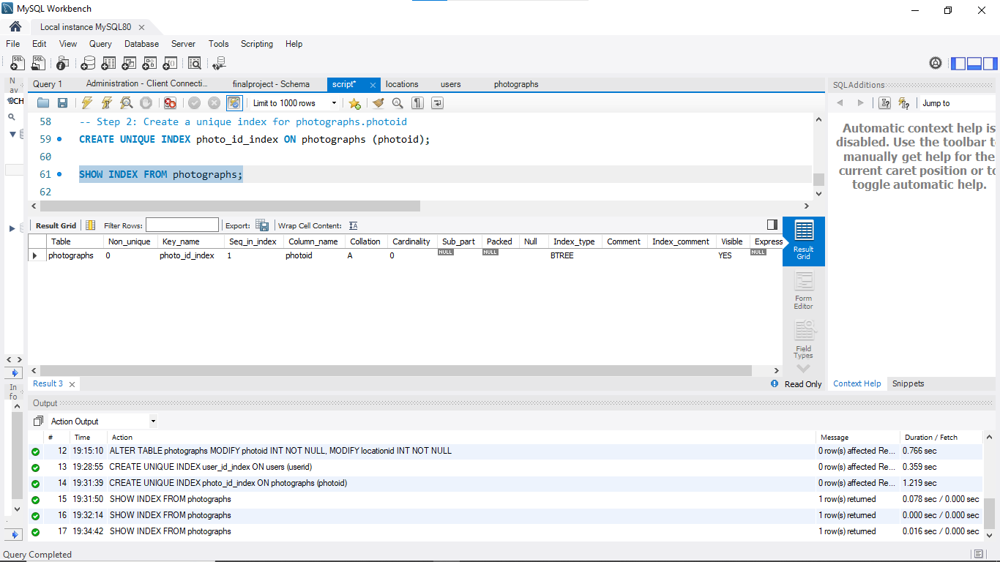 MySQL Workbench
Local instance MySQL80
File Edit View Query Database Server Tools Scripting Help
N
av
Query 1 Administration - Client Connecti... finalproject - Schema script* locations users photographs
SQLAdditions
CH
Limit to 1000 rows
Jump to
58 -- Step 2: Create a unique index for photographs.photoid
59 CREATE UNIQUE INDEX photo_id_index ON photographs (photoid);
60
61 SHOW INDEX FROM photographs;
62
Automatic context help is
disabled. Use the toolbar t
manually get help for the
current caret position or to
toggle automatic help.
Result Grid Filter Rows: Export: Wrap Cell Content:
Table Non_unique Key_name Seq_in_index Column_name Collation Cardinality Sub_part Packed Null Index_type Comment Index_comment Visible Express
photographs 0 photo_id_index 1 photoid A 0 NULL NULL BTREE YES NULL
Result
Grid
Form
Editor
Field
Types
In
fo
Result 3
Read Only
Context Help Snippets
Output
Action Output
# Time Action Message Duration / Fetch
12 19:15:10 ALTER TABLE photographs MODIFY photoid INT NOT NULL, MODIFY locationid INT NOT NULL 0 row(s) affected Re... 0.766 sec
13 19:28:55 CREATE UNIQUE INDEX user_id_index ON users (userid) 0 row(s) affected Re... 0.359 sec
14 19:31:39 CREATE UNIQUE INDEX photo_id_index ON photographs (photoid) 0 row(s) affected Re... 1.219 sec
15 19:31:50 SHOW INDEX FROM photographs 1 row(s) returned 0.078 sec / 0.000 sec
16 19:32:14 SHOW INDEX FROM photographs 1 row(s) returned 0.000 sec / 0.000 sec
17 19:34:42 SHOW INDEX FROM photographs 1 row(s) returned 0.016 sec / 0.000 sec
Query Completed